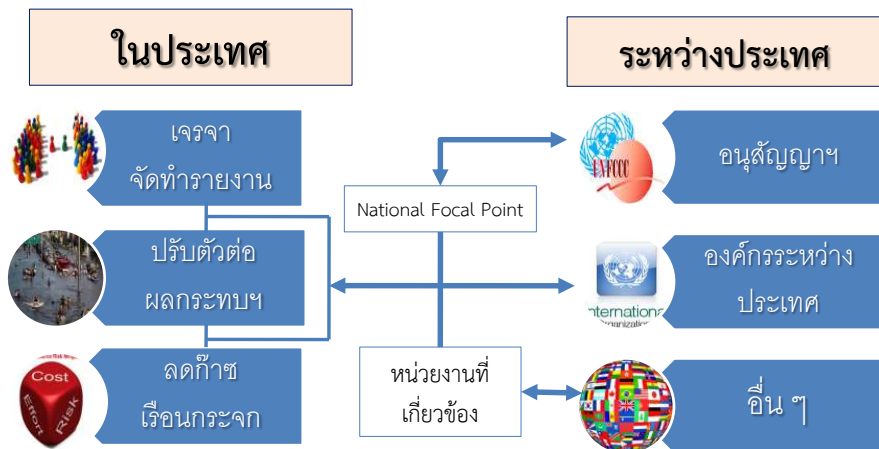 ในประเทศ
ระหว่างประเทศ
เจรจา
จัดทำรายงาน
ปรับตัวต่อ
ผลกระทบฯ
ลดก๊าซ
เรือนกระจก
Cost
Effort
Risk
National Focal Point
หน่วยงานที่
เกี่ยวข้อง
UNFCCC
อนุสัญญาฯ
nternationa
องค์กรระหว่าง
ประเทศ
อื่น ๆ